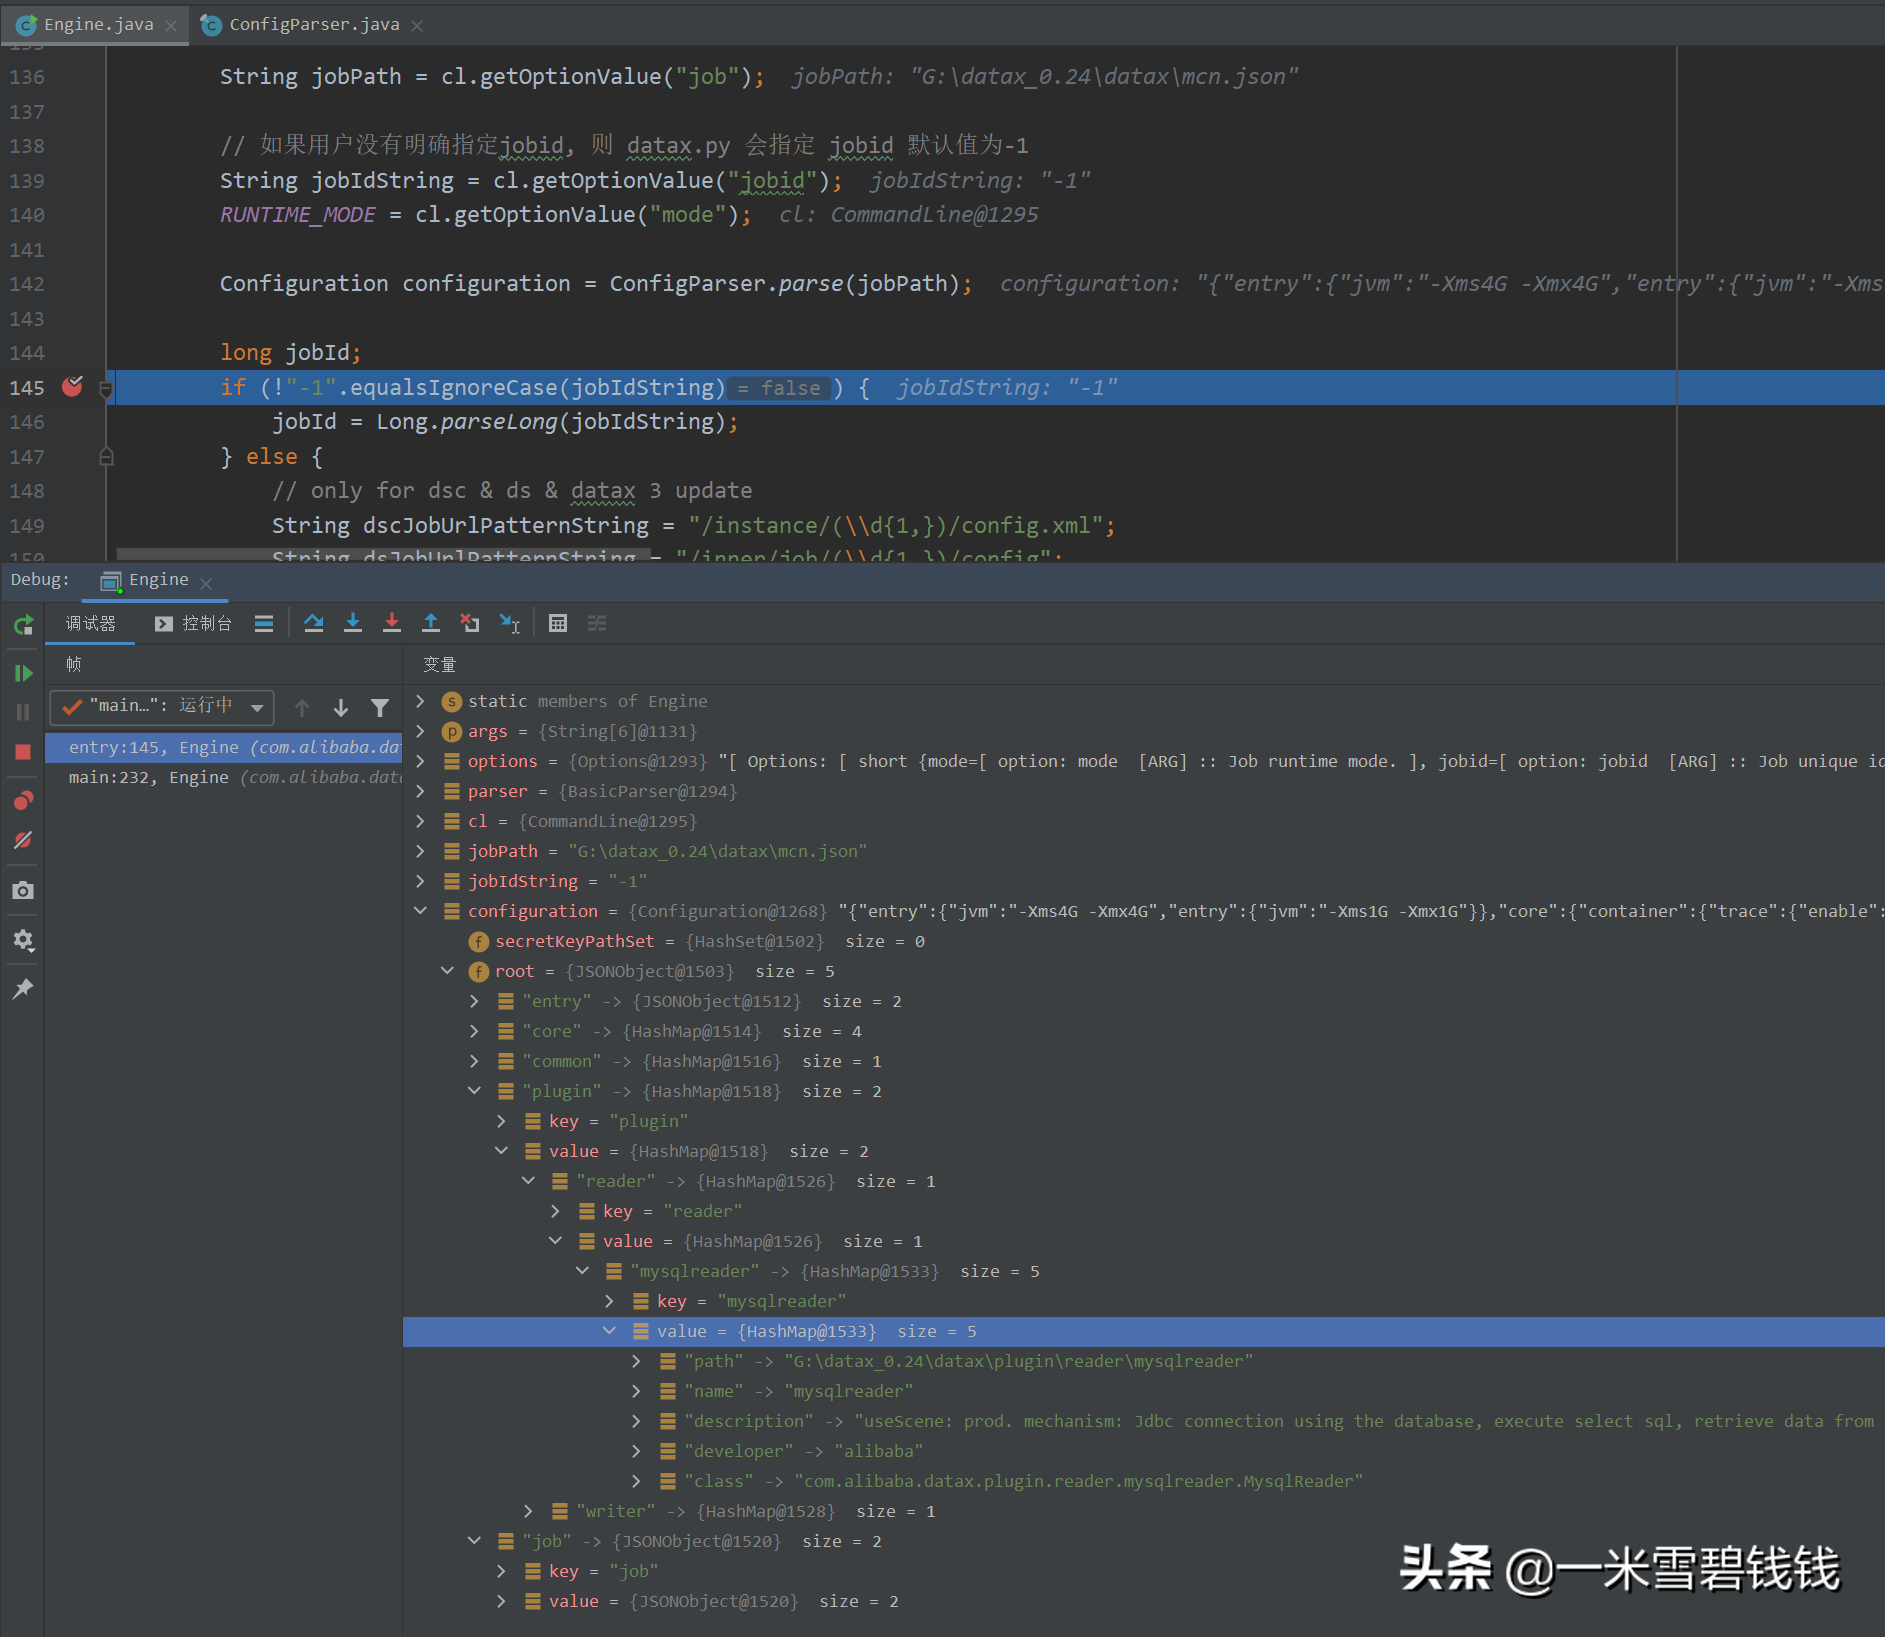 Engine.java
ConfigParser.java
136 String jobPath = cl.getOptionValue("job"); jobPath: "G:\datax_0.24\datax\mcn.json"
137
138 // 如果用户没有明确指定jobid, 则 datax.py 会指定 jobid 默认值为-1
139 String jobIdString = cl.getOptionValue("jobid"); jobIdString: "-1"
140 RUNTIME_MODE = cl.getOptionValue("mode"); cl: CommandLine@1295
141
142 Configuration configuration = ConfigParser.parse(jobPath); configuration: "{"entry":{"jvm":"-Xms4G -Xmx4G","entry":{"jvm":"-Xms
143
144 long jobId;
145 if (!"-1".equalsIgnoreCase(jobIdString) = false ) { jobIdString: "-1"
146 jobId = Long.parseLong(jobIdString);
147 } else {
148 // only for dsc & ds & datax 3 update
149 String dscJobUrlPatternString = "/instance/(\\d{1,})/config.xml";
150 String dsJobUrlPatternString = "/inner/job/(\\d{1,})/config";
Debug: Engine
调试器 控制台
帧
变量
"main…": 运行中
entry:145, Engine (com.alibaba.dat
main:232, Engine (com.alibaba.data
static members of Engine
args = {String[6]@1131}
options = {Options@1293} "[ Options: [ short {mode=[ option: mode [ARG] :: Job runtime mode. ], jobid=[ option: jobid [ARG] :: Job unique id
parser = {BasicParser@1294}
cl = {CommandLine@1295}
jobPath = "G:\datax_0.24\datax\mcn.json"
jobIdString = "-1"
configuration = {Configuration@1268} "{"entry":{"jvm":"-Xms4G -Xmx4G","entry":{"jvm":"-Xms1G -Xmx1G"}},"core":{"container":{"trace":{"enable":
secretKeyPathSet = {HashSet@1502} size = 0
root = {JSONObject@1503} size = 5
"entry" -> {JSONObject@1512} size = 2
"core" -> {HashMap@1514} size = 4
"common" -> {HashMap@1516} size = 1
"plugin" -> {HashMap@1518} size = 2
key = "plugin"
value = {HashMap@1518} size = 2
"reader" -> {HashMap@1526} size = 1
key = "reader"
value = {HashMap@1526} size = 1
"mysqlreader" -> {HashMap@1533} size = 5
key = "mysqlreader"
value = {HashMap@1533} size = 5
"path" -> "G:\datax_0.24\datax\plugin\reader\mysqlreader"
"name" -> "mysqlreader"
"description" -> "useScene: prod. mechanism: Jdbc connection using the database, execute select sql, retrieve data from
"developer" -> "alibaba"
"class" -> "com.alibaba.datax.plugin.reader.mysqlreader.MysqlReader"
"writer" -> {HashMap@1528} size = 1
"job" -> {JSONObject@1520} size = 2
key = "job"
value = {JSONObject@1520} size = 2
头条 @一米雪碧钱钱